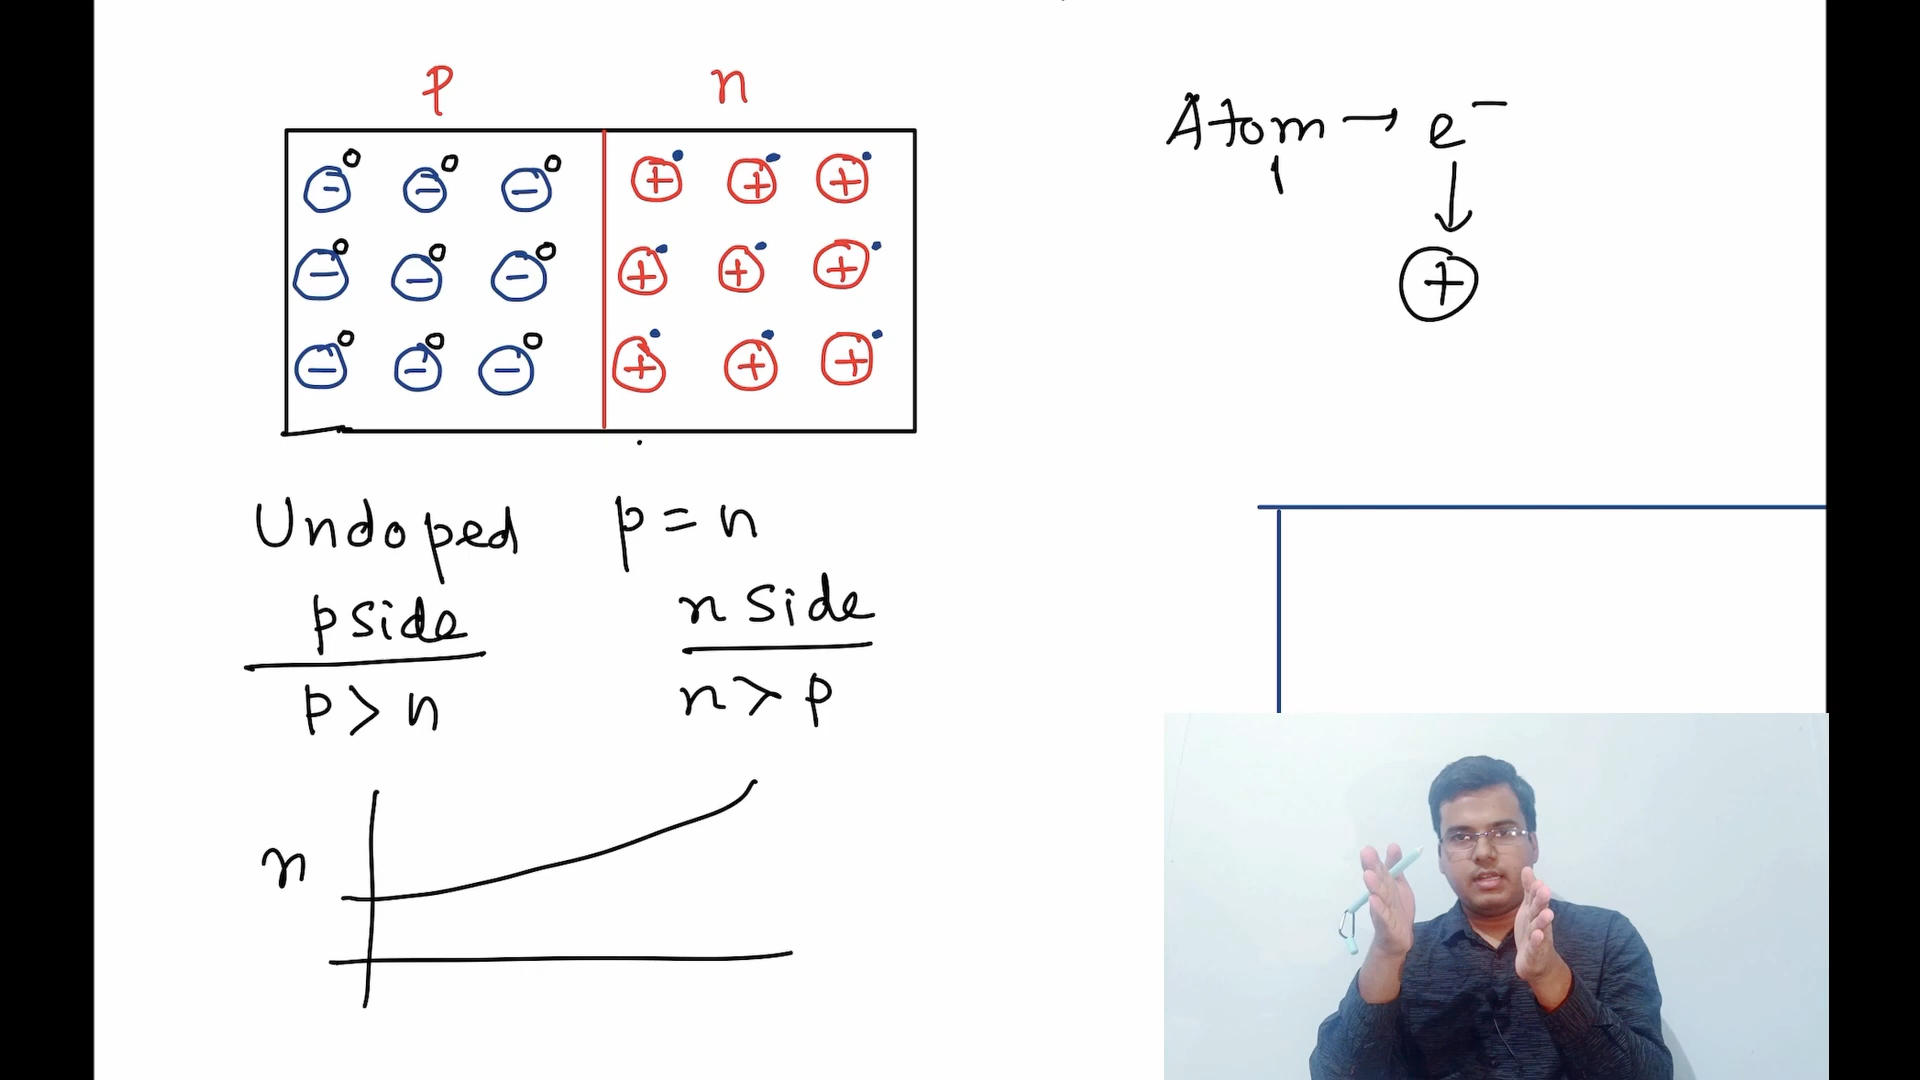 p n
Atom → e⁻
+
- - - + + +
- - - + + +
- - - + + +
Undoped p = n
p side n side
p > n n > p
n